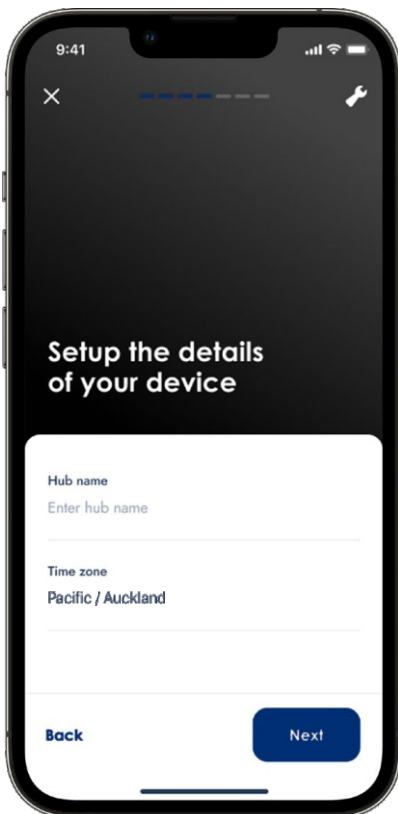 9:41
Setup the details
of your device
Hub name
Enter hub name
Time zone
Pacific / Auckland
Back
Next